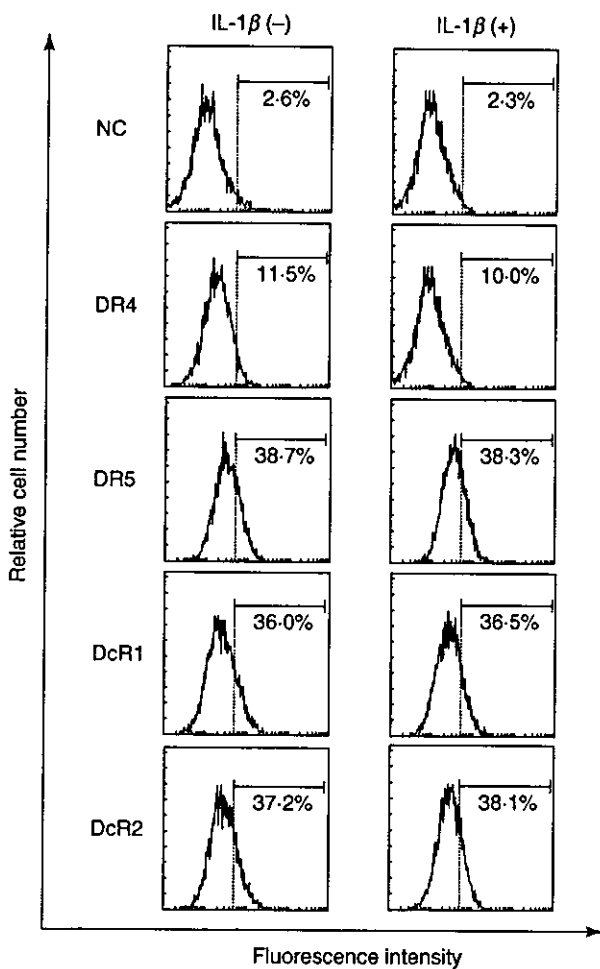 IL-1β (–) IL-1β (+)
NC 2·6% 2·3%
DR4 11·5% 10·0%
DR5 38·7% 38·3%
DcR1 36·0% 36·5%
DcR2 37·2% 38·1%
Relative cell number
Fluorescence intensity